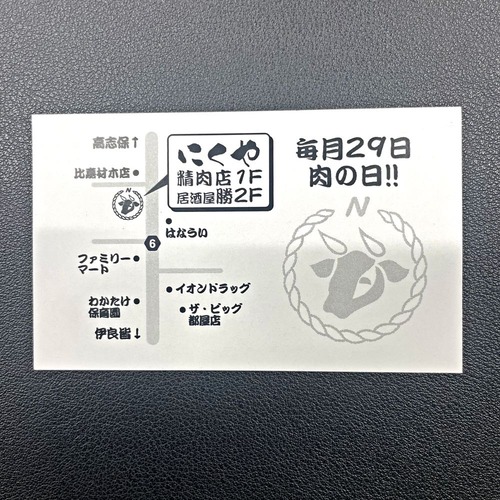 高志保↑
比嘉材木店
にくや
精肉店1F
居酒屋勝2F
毎月29日
肉の日!!
N
はなうい
6
ファミリー
マート
イオンドラッグ
わかたけ
保育園
ザ・ビッグ
都屋店
伊良皆↓
N